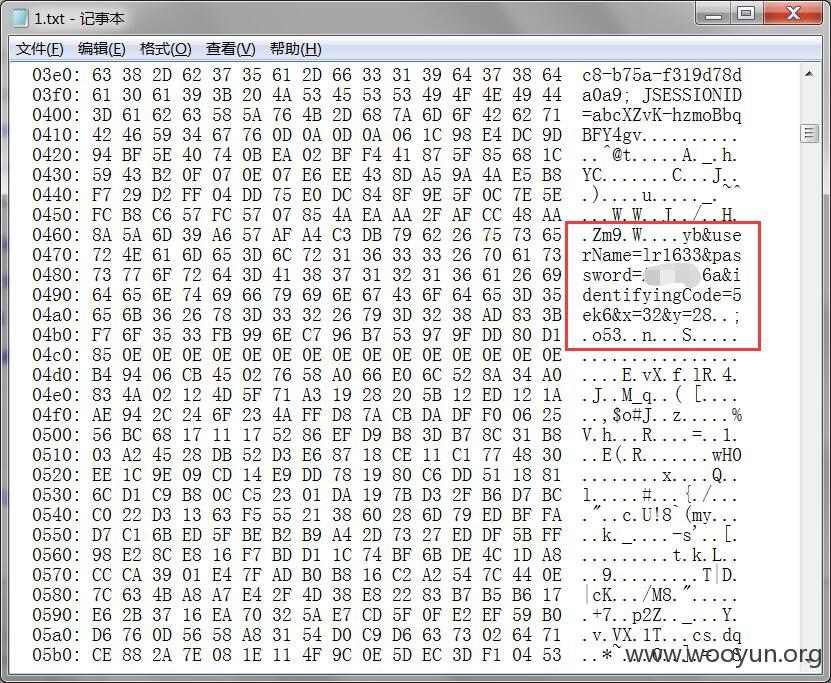 1.txt - 记事本
文件(F) 编辑(E) 格式(O) 查看(V) 帮助(H)
03e0: 63 38 2D 62 37 35 61 2D 66 33 31 39 64 37 38 64 c8-b75a-f319d78d
03f0: 61 30 61 39 3B 20 4A 53 45 53 53 49 4F 4E 49 44 a0a9; JSESSIONID
0400: 3D 61 62 63 58 5A 76 4B 2D 68 7A 6D 6F 42 62 71 =abcXZvK-hzmoBbq
0410: 42 46 59 34 67 76 0D 0A 0D 0A 06 1C 98 E4 DC 9D BFY4gv..........
0420: 94 BF 5E 40 74 0B EA 02 BF F4 41 87 5F 85 68 1C ..^@t.....A._.h.
0430: 59 43 B2 0F 07 0E 07 E6 EE 43 8D A5 9A 4A E5 B8 YC.......C...J..
0440: F7 29 D2 FF 04 DD 75 E0 DC 84 8F 9E 5F 0C 7E 5E .)....u....._.~^
0450: FC B8 C6 57 FC 57 07 85 4A EA AA 2F AF CC 48 AA ...W.W..J../..H.
0460: 8A 5A 6D 39 A6 57 AF A4 C3 DB 79 62 26 75 73 65 .Zm9.W....yb&use
0470: 72 4E 61 6D 65 3D 6C 72 31 36 33 33 26 70 61 73 rName=lr1633&pas
0480: 73 77 6F 72 64 3D 41 38 37 31 32 31 36 61 26 69 sword= 6a&i
0490: 64 65 6E 74 69 66 79 69 6E 67 43 6F 64 65 3D 35 dentifyingCode=5
04a0: 65 6B 36 26 78 3D 33 32 26 79 3D 32 38 AD 83 3B ek6&x=32&y=28..;
04b0: F7 6F 35 33 FB 99 6E C7 96 B7 53 97 9F DD 80 D1 .o53..n...S.....
04c0: 85 0E 0E 0E 0E 0E 0E 0E 0E 0E 0E 0E 0E 0E 0E 0E ................
04d0: B4 94 06 CB 45 02 76 58 A0 66 E0 6C 52 8A 34 A0 ....E.vX.f.lR.4.
04e0: 83 4A 02 12 4D 5F 71 A3 19 28 20 5B 12 ED 12 1A .J..M_q..( [....
04f0: AE 94 2C 24 6F 23 4A FF D8 7A CB DA DF F0 06 25 ..,$o#J..z.....%
0500: 56 BC 68 17 11 17 52 86 EF D9 B8 3D B7 8C 31 B8 V.h...R....=..1.
0510: 03 A2 45 28 DB 52 D3 E6 87 18 CE 11 C1 77 48 30 ..E(.R.......wH0
0520: EE 1C 9E 09 CD 14 E9 DD 78 19 80 C6 DD 51 18 81 ........x....Q..
0530: 6C D1 C9 B8 0C C5 23 01 DA 19 7B D3 2F B6 D7 BC l.....#...{./...
0540: C0 22 D3 13 63 F5 55 21 38 60 28 6D 79 ED BF FA ."..c.U!8`(my...
0550: D7 C1 6B ED 5F BE B2 B9 A4 2D 73 27 ED DF 5B FF ..k._....-s'..[.
0560: 98 E2 8C E8 16 F7 BD D1 1C 74 BF 6B DE 4C 1D A8 .........t.k.L..
0570: CC CA 39 01 E4 7F AD B0 B8 16 C2 A2 54 7C 44 0E ..9.........T|D.
0580: 7C 63 4B A8 A7 E4 2F 4D 38 E8 22 83 B7 B5 B6 17 |cK.../M8.".....
0590: E6 2B 37 16 EA 70 32 5A E7 CD 5F 0F E2 EF 59 B0 .+7..p2Z.._...Y.
05a0: D6 76 0D 56 58 A8 31 54 D0 C9 D6 63 73 02 64 71 .v.VX.1T...cs.dq
05b0: CE 88 2A 7E 08 1E 11 4F 9C 0E 5D EC 3D F1 04 53 ..*~...O..].=..S
www.wooyun.org